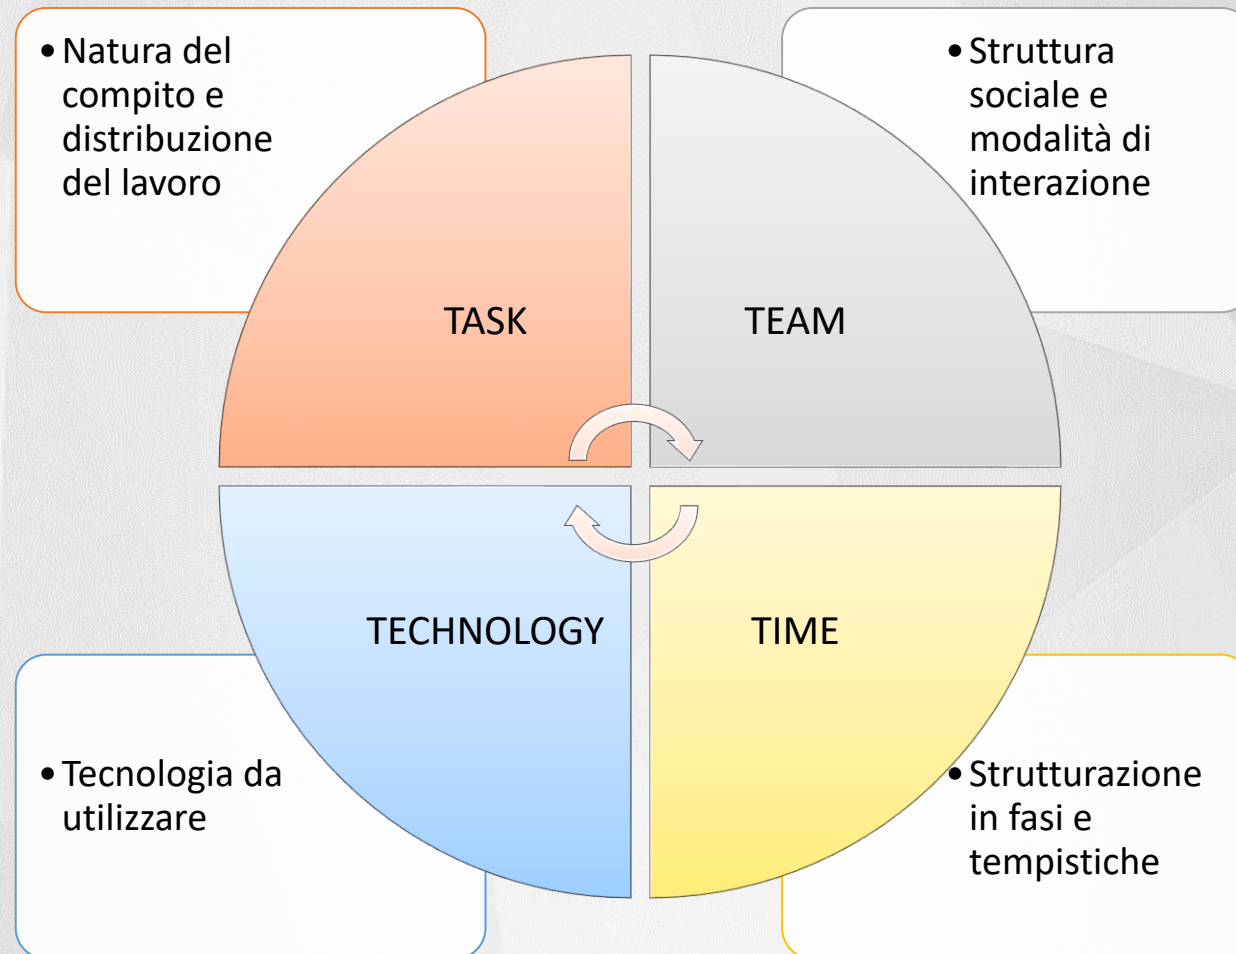 • Natura del
compito e
distribuzione
del lavoro
• Struttura
sociale e
modalità di
interazione
TASK
TEAM
TECHNOLOGY
TIME
• Tecnologia da
utilizzare
• Strutturazione
in fasi e
tempistiche